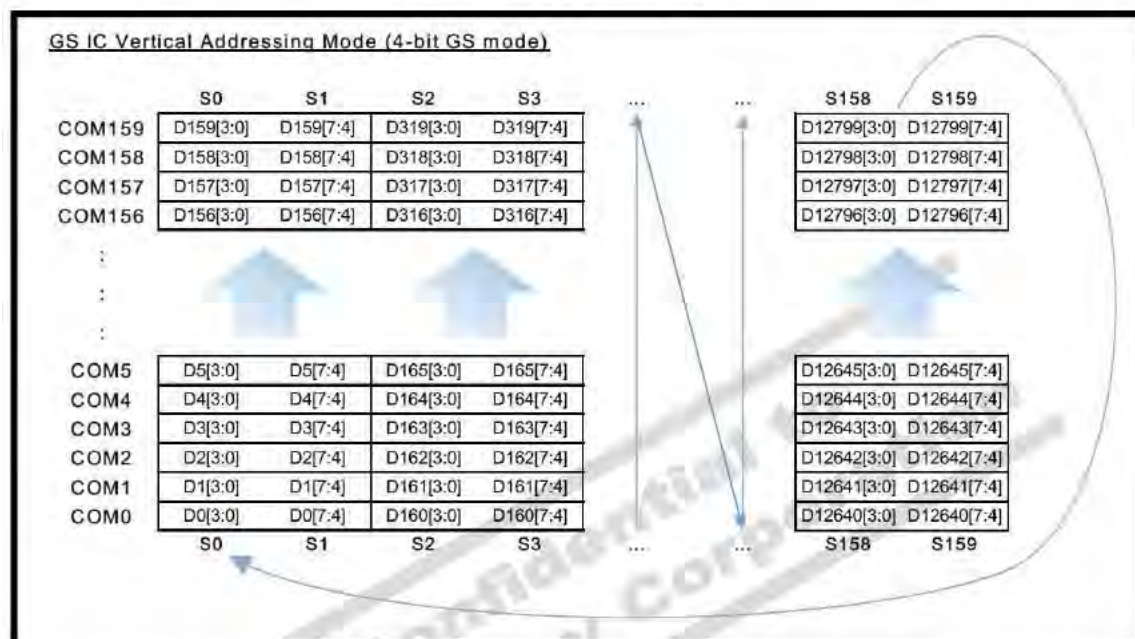 GS IC Vertical Addressing Mode (4-bit GS mode)
S0 S1 S2 S3 ... ... S158 S159
COM159 D159[3:0] D159[7:4] D319[3:0] D319[7:4] D12799[3:0] D12799[7:4]
COM158 D158[3:0] D158[7:4] D318[3:0] D318[7:4] D12798[3:0] D12798[7:4]
COM157 D157[3:0] D157[7:4] D317[3:0] D317[7:4] D12797[3:0] D12797[7:4]
COM156 D156[3:0] D156[7:4] D316[3:0] D316[7:4] D12796[3:0] D12796[7:4]
:
:
:
COM5 D5[3:0] D5[7:4] D165[3:0] D165[7:4] D12645[3:0] D12645[7:4]
COM4 D4[3:0] D4[7:4] D164[3:0] D164[7:4] D12644[3:0] D12644[7:4]
COM3 D3[3:0] D3[7:4] D163[3:0] D163[7:4] D12643[3:0] D12643[7:4]
COM2 D2[3:0] D2[7:4] D162[3:0] D162[7:4] D12642[3:0] D12642[7:4]
COM1 D1[3:0] D1[7:4] D161[3:0] D161[7:4] D12641[3:0] D12641[7:4]
COM0 D0[3:0] D0[7:4] D160[3:0] D160[7:4] D12640[3:0] D12640[7:4]
S0 S1 S2 S3 ... ... S158 S159